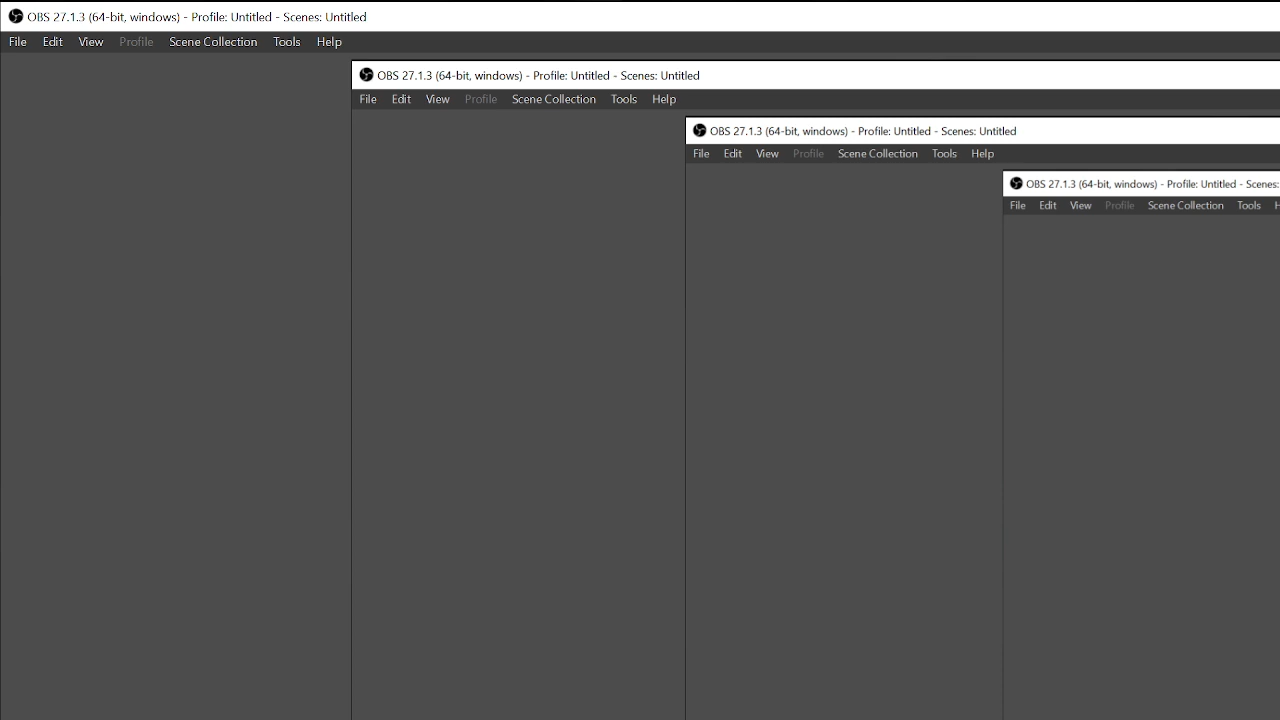 OBS 27.1.3 (64-bit, windows) - Profile: Untitled - Scenes: Untitled
File Edit View Profile Scene Collection Tools Help
OBS 27.1.3 (64-bit, windows) - Profile: Untitled - Scenes: Untitled
File Edit View Profile Scene Collection Tools Help
OBS 27.1.3 (64-bit, windows) - Profile: Untitled - Scenes: Untitled
File Edit View Profile Scene Collection Tools Help
OBS 27.1.3 (64-bit, windows) - Profile: Untitled - Scenes:
File Edit View Profile Scene Collection Tools